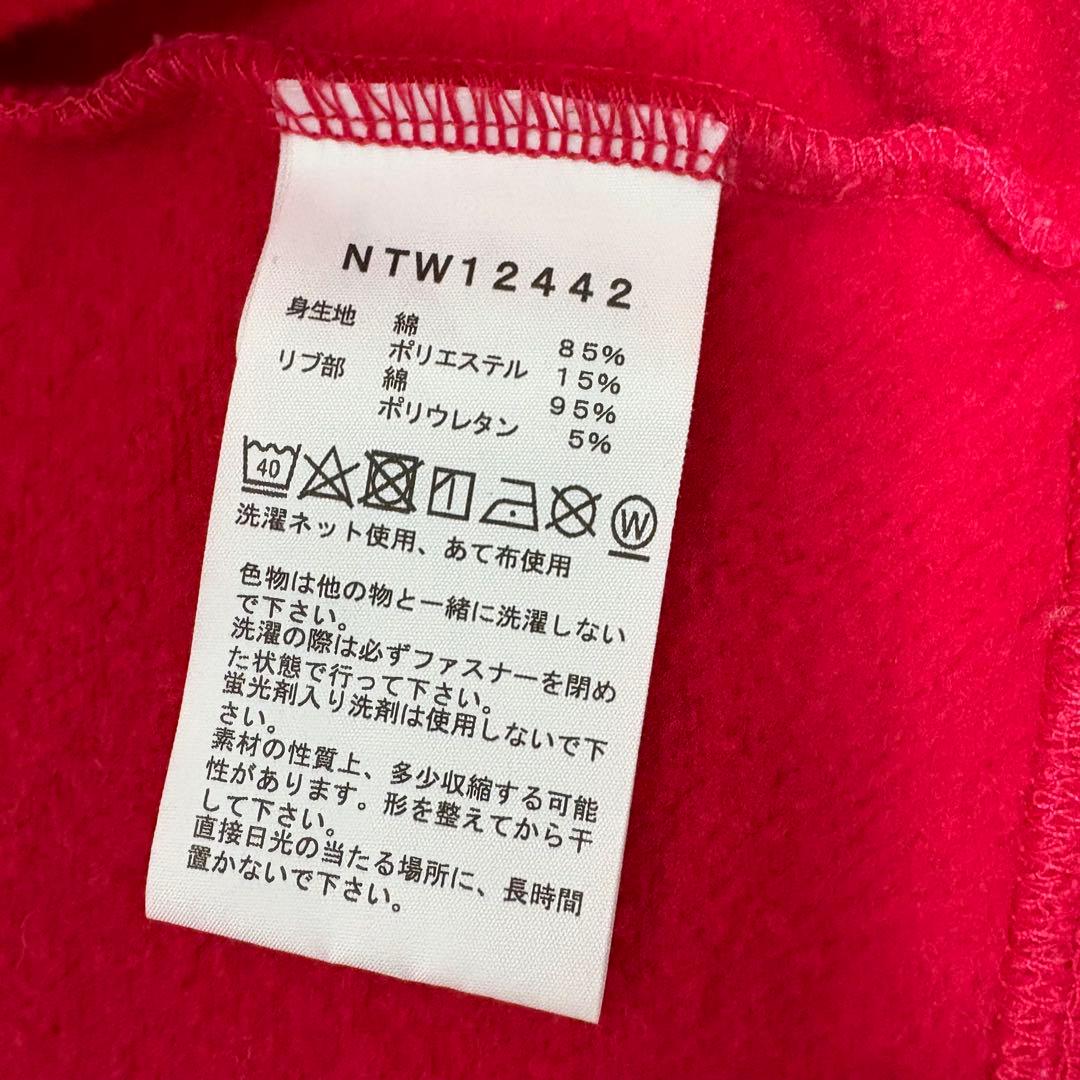 NTW12442
身生地 綿 85%
ポリエステル 15%
リブ部 綿 95%
ポリウレタン 5%
40 W
洗濯ネット使用、あて布使用
色物は他の物と一緒に洗濯しない
で下さい。
洗濯の際は必ずファスナーを閉め
た状態で行って下さい。
蛍光剤入り洗剤は使用しないで下
さい。
素材の性質上、多少収縮する可能
性があります。形を整えてから干
して下さい。
直接日光の当たる場所に、長時間
置かないで下さい。